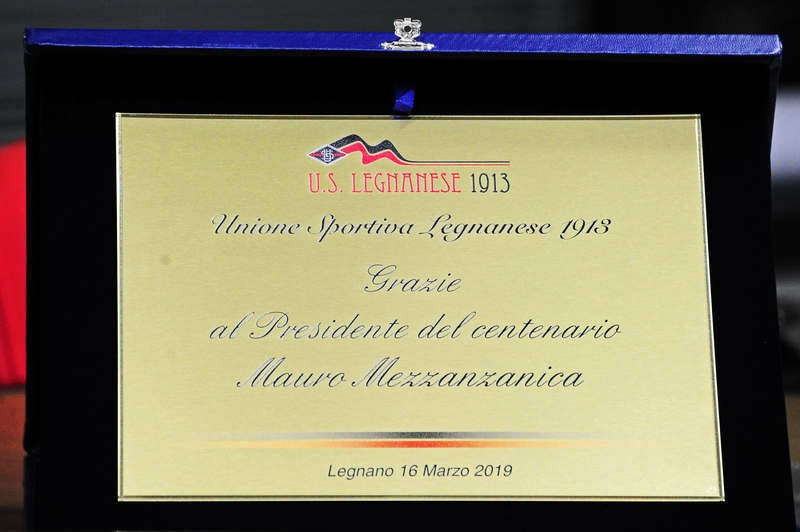 U.S. LEGNANESE 1913
Unione Sportiva Legnanese 1913
Grazie
al Presidente del centenario
Mauro Mezzanzanica
Legnano 16 Marzo 2019